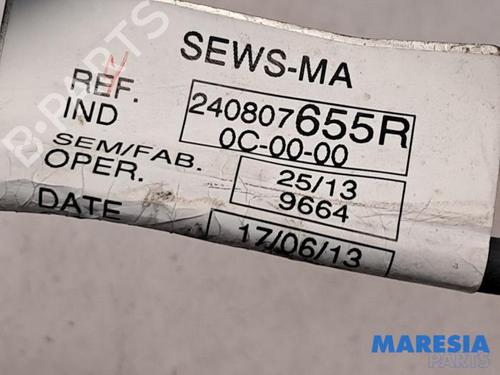 SEWS-MA
REF. 240807655R
IND 0C-00-00
SEM/FAB. 25/13
OPER. 9664
DATE 17/06/13
B-PARTS
MARESIA
PARTS